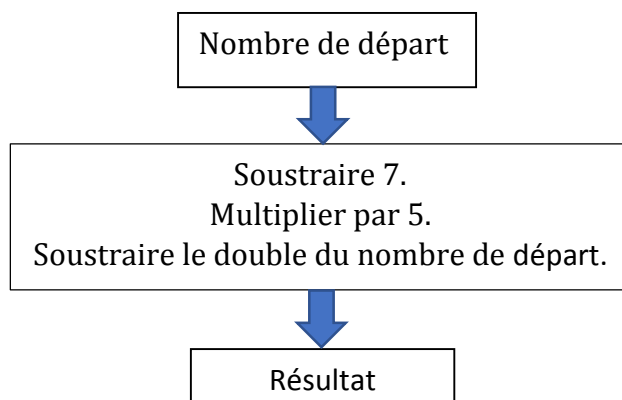 Nombre de départ
Soustraire 7.
Multiplier par 5.
Soustraire le double du nombre de départ.
Résultat